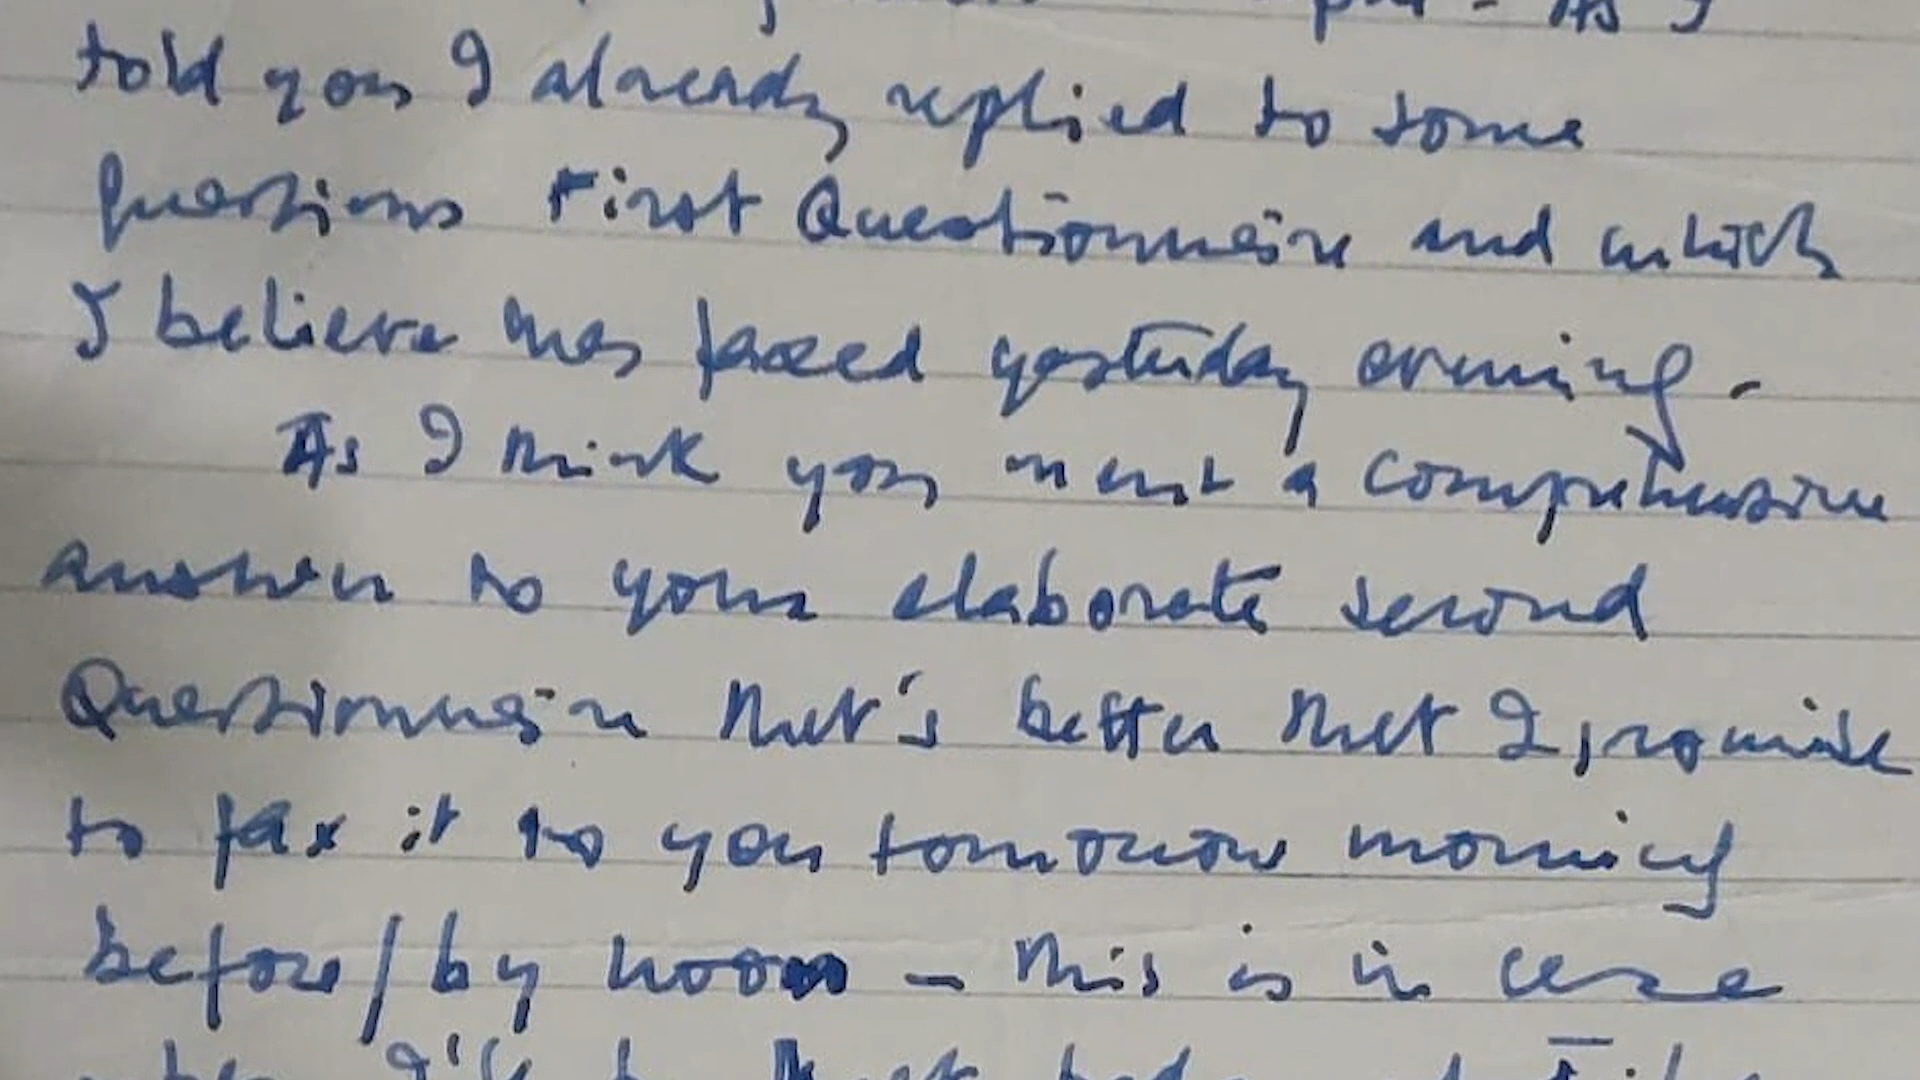 As I
told you I already replied to some
questions First Questionnaire and which
I believe was faxed yesterday evening.
As I think you want a comprehensive
answer to your elaborate second
Questionnaire that's better that I promise
to fax it to you tomorrow morning
before/by noon – this is in case
I'll